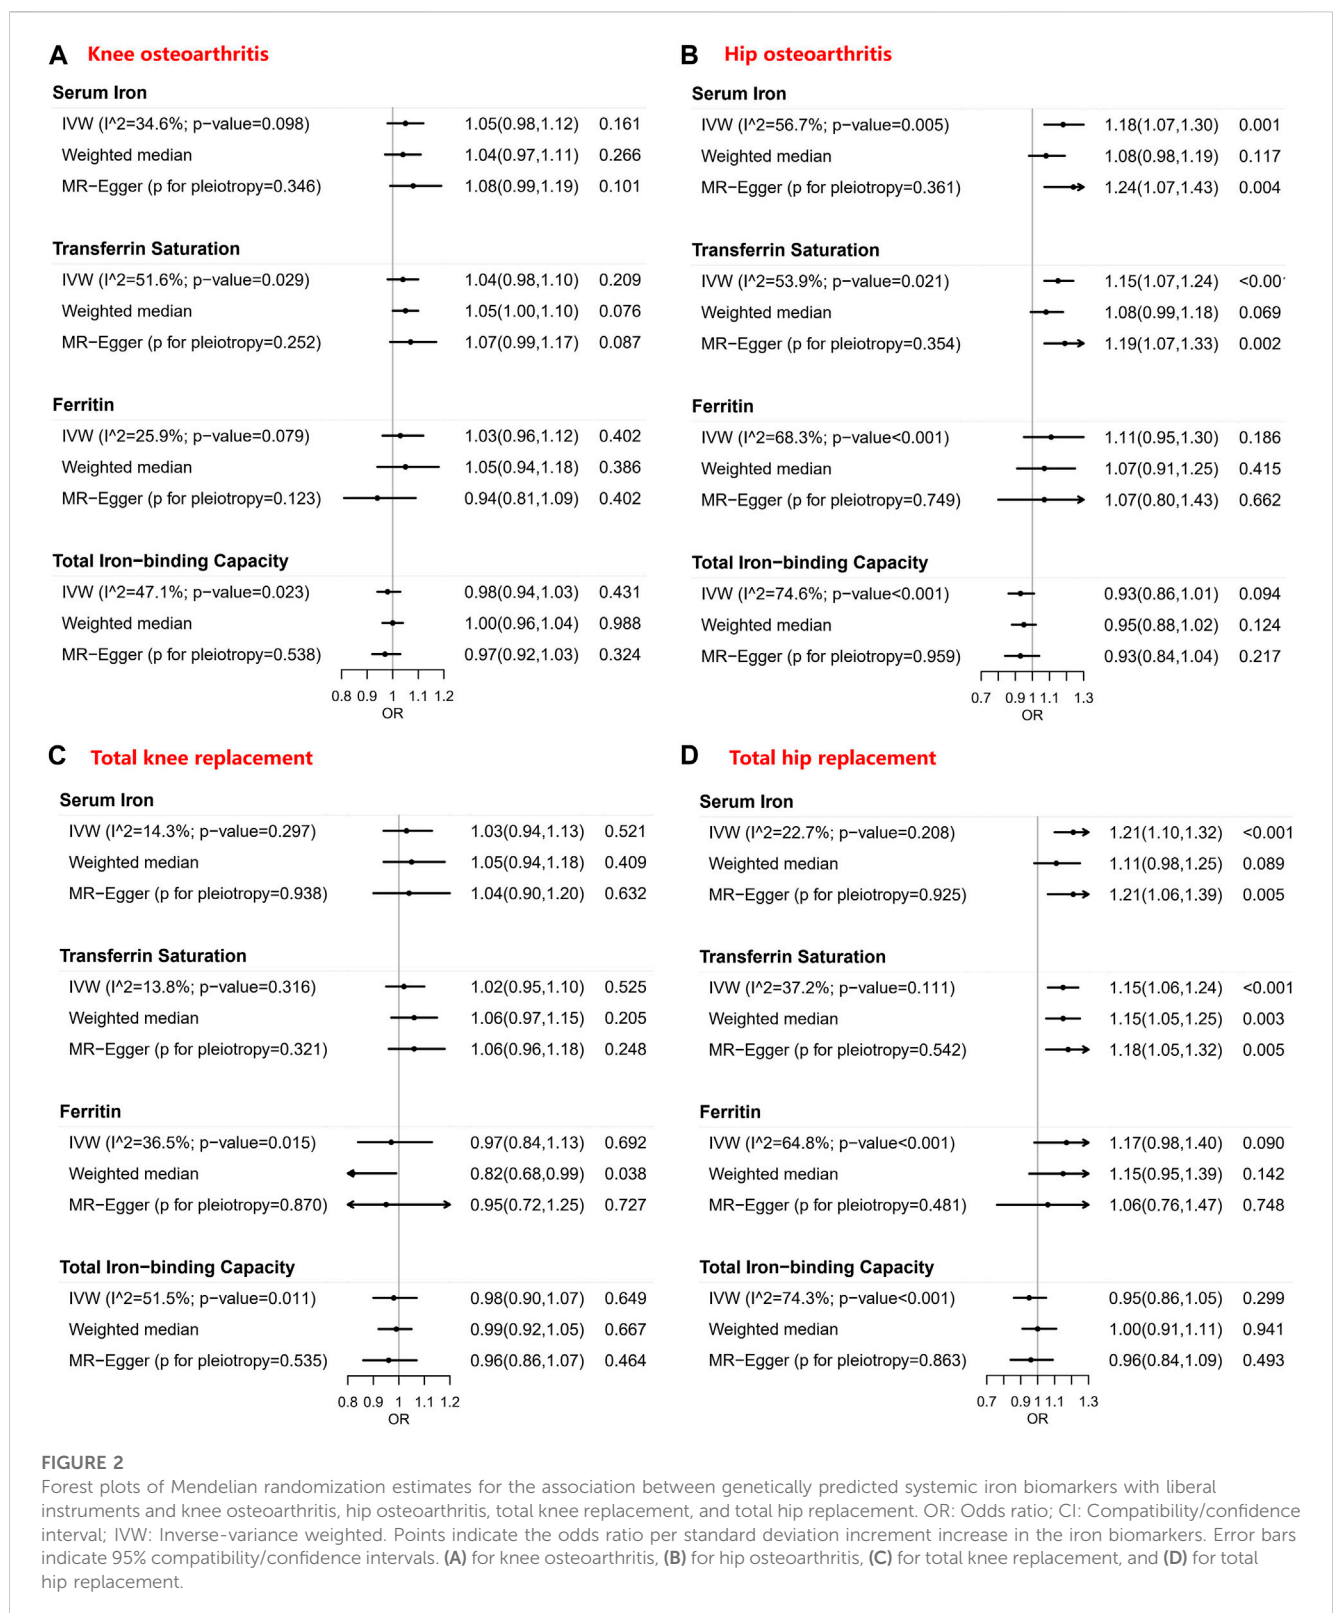 A Knee osteoarthritis
Serum Iron
IVW (I^2=34.6%; p−value=0.098) 1.05(0.98,1.12) 0.161
Weighted median 1.04(0.97,1.11) 0.266
MR−Egger (p for pleiotropy=0.346) 1.08(0.99,1.19) 0.101
Transferrin Saturation
IVW (I^2=51.6%; p−value=0.029) 1.04(0.98,1.10) 0.209
Weighted median 1.05(1.00,1.10) 0.076
MR−Egger (p for pleiotropy=0.252) 1.07(0.99,1.17) 0.087
Ferritin
IVW (I^2=25.9%; p−value=0.079) 1.03(0.96,1.12) 0.402
Weighted median 1.05(0.94,1.18) 0.386
MR−Egger (p for pleiotropy=0.123) 0.94(0.81,1.09) 0.402
Total Iron−binding Capacity
IVW (I^2=47.1%; p−value=0.023) 0.98(0.94,1.03) 0.431
Weighted median 1.00(0.96,1.04) 0.988
MR−Egger (p for pleiotropy=0.538) 0.97(0.92,1.03) 0.324
0.8 0.9 1 1.1 1.2
OR
B Hip osteoarthritis
Serum Iron
IVW (I^2=56.7%; p−value=0.005) 1.18(1.07,1.30) 0.001
Weighted median 1.08(0.98,1.19) 0.117
MR−Egger (p for pleiotropy=0.361) 1.24(1.07,1.43) 0.004
Transferrin Saturation
IVW (I^2=53.9%; p−value=0.021) 1.15(1.07,1.24)
Weighted median 1.08(0.99,1.18) 0.069
MR−Egger (p for pleiotropy=0.354) 1.19(1.07,1.33) 0.002
Ferritin
IVW (I^2=68.3%; p−value<0.001) 1.11(0.95,1.30) 0.186
Weighted median 1.07(0.91,1.25) 0.415
MR−Egger (p for pleiotropy=0.749) 1.07(0.80,1.43) 0.662
Total Iron−binding Capacity
IVW (I^2=74.6%; p−value<0.001) 0.93(0.86,1.01) 0.094
Weighted median 0.95(0.88,1.02) 0.124
MR−Egger (p for pleiotropy=0.959) 0.93(0.84,1.04) 0.217
0.7 0.9 1 1.1 1.3
OR
C Total knee replacement
Serum Iron
IVW (I^2=14.3%; p−value=0.297) 1.03(0.94,1.13) 0.521
Weighted median 1.05(0.94,1.18) 0.409
MR−Egger (p for pleiotropy=0.938) 1.04(0.90,1.20) 0.632
Transferrin Saturation
IVW (I^2=13.8%; p−value=0.316) 1.02(0.95,1.10) 0.525
Weighted median 1.06(0.97,1.15) 0.205
MR−Egger (p for pleiotropy=0.321) 1.06(0.96,1.18) 0.248
Ferritin
IVW (I^2=36.5%; p−value=0.015) 0.97(0.84,1.13) 0.692
Weighted median 0.82(0.68,0.99) 0.038
MR−Egger (p for pleiotropy=0.870) 0.95(0.72,1.25) 0.727
Total Iron−binding Capacity
IVW (I^2=51.5%; p−value=0.011) 0.98(0.90,1.07) 0.649
Weighted median 0.99(0.92,1.05) 0.667
MR−Egger (p for pleiotropy=0.535) 0.96(0.86,1.07) 0.464
0.8 0.9 1 1.1 1.2
OR
D Total hip replacement
Serum Iron
IVW (I^2=22.7%; p−value=0.208) 1.21(1.10,1.32) <0.001
Weighted median 1.11(0.98,1.25) 0.089
MR−Egger (p for pleiotropy=0.925) 1.21(1.06,1.39) 0.005
Transferrin Saturation
IVW (I^2=37.2%; p−value=0.111) 1.15(1.06,1.24) <0.001
Weighted median 1.15(1.05,1.25) 0.003
MR−Egger (p for pleiotropy=0.542) 1.18(1.05,1.32) 0.005
Ferritin
IVW (I^2=64.8%; p−value<0.001) 1.17(0.98,1.40) 0.090
Weighted median 1.15(0.95,1.39) 0.142
MR−Egger (p for pleiotropy=0.481) 1.06(0.76,1.47) 0.748
Total Iron−binding Capacity
IVW (I^2=74.3%; p−value<0.001) 0.95(0.86,1.05) 0.299
Weighted median 1.00(0.91,1.11) 0.941
MR−Egger (p for pleiotropy=0.863) 0.96(0.84,1.09) 0.493
0.7 0.9 1 1.1 1.3
OR
FIGURE 2
Forest plots of Mendelian randomization estimates for the association between genetically predicted systemic iron biomarkers with liberal
instruments and knee osteoarthritis, hip osteoarthritis, total knee replacement, and total hip replacement. OR: Odds ratio; CI: Compatibility/confidence
interval; IVW: Inverse-variance weighted. Points indicate the odds ratio per standard deviation increment increase in the iron biomarkers. Error bars
indicate 95% compatibility/confidence intervals. (A) for knee osteoarthritis, (B) for hip osteoarthritis, (C) for total knee replacement, and (D) for total
hip replacement.